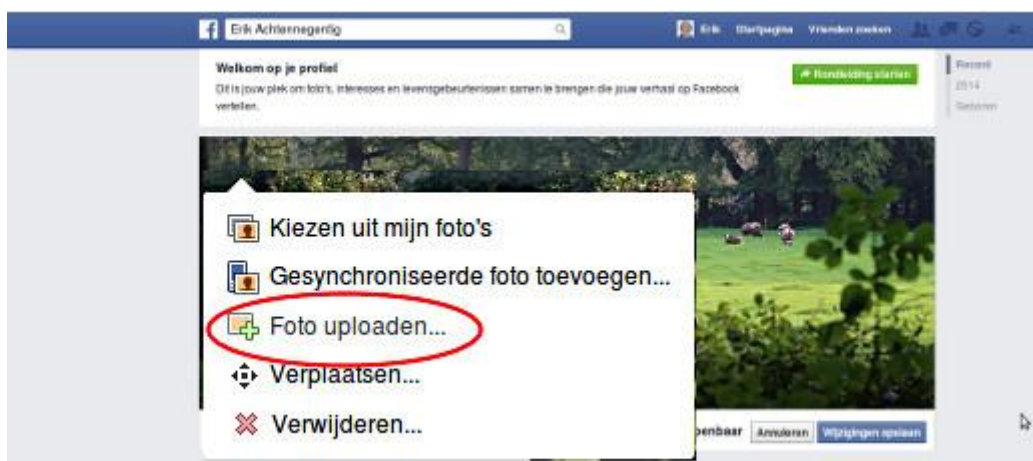 Erik Achternegentig
Erik Startpagina Vrienden zoeken
Welkom op je profiel
Dit is jouw plek om foto's, interesses en levensgebeurtenissen samen te brengen die jouw verhaal op Facebook
vertellen.
Rondleiding starten
Recent
2014
Geboren
Kiezen uit mijn foto's
Gesynchroniseerde foto toevoegen...
Foto uploaden...
Verplaatsen...
Verwijderen...
penbaar Annuleren Wijzigingen opslaan